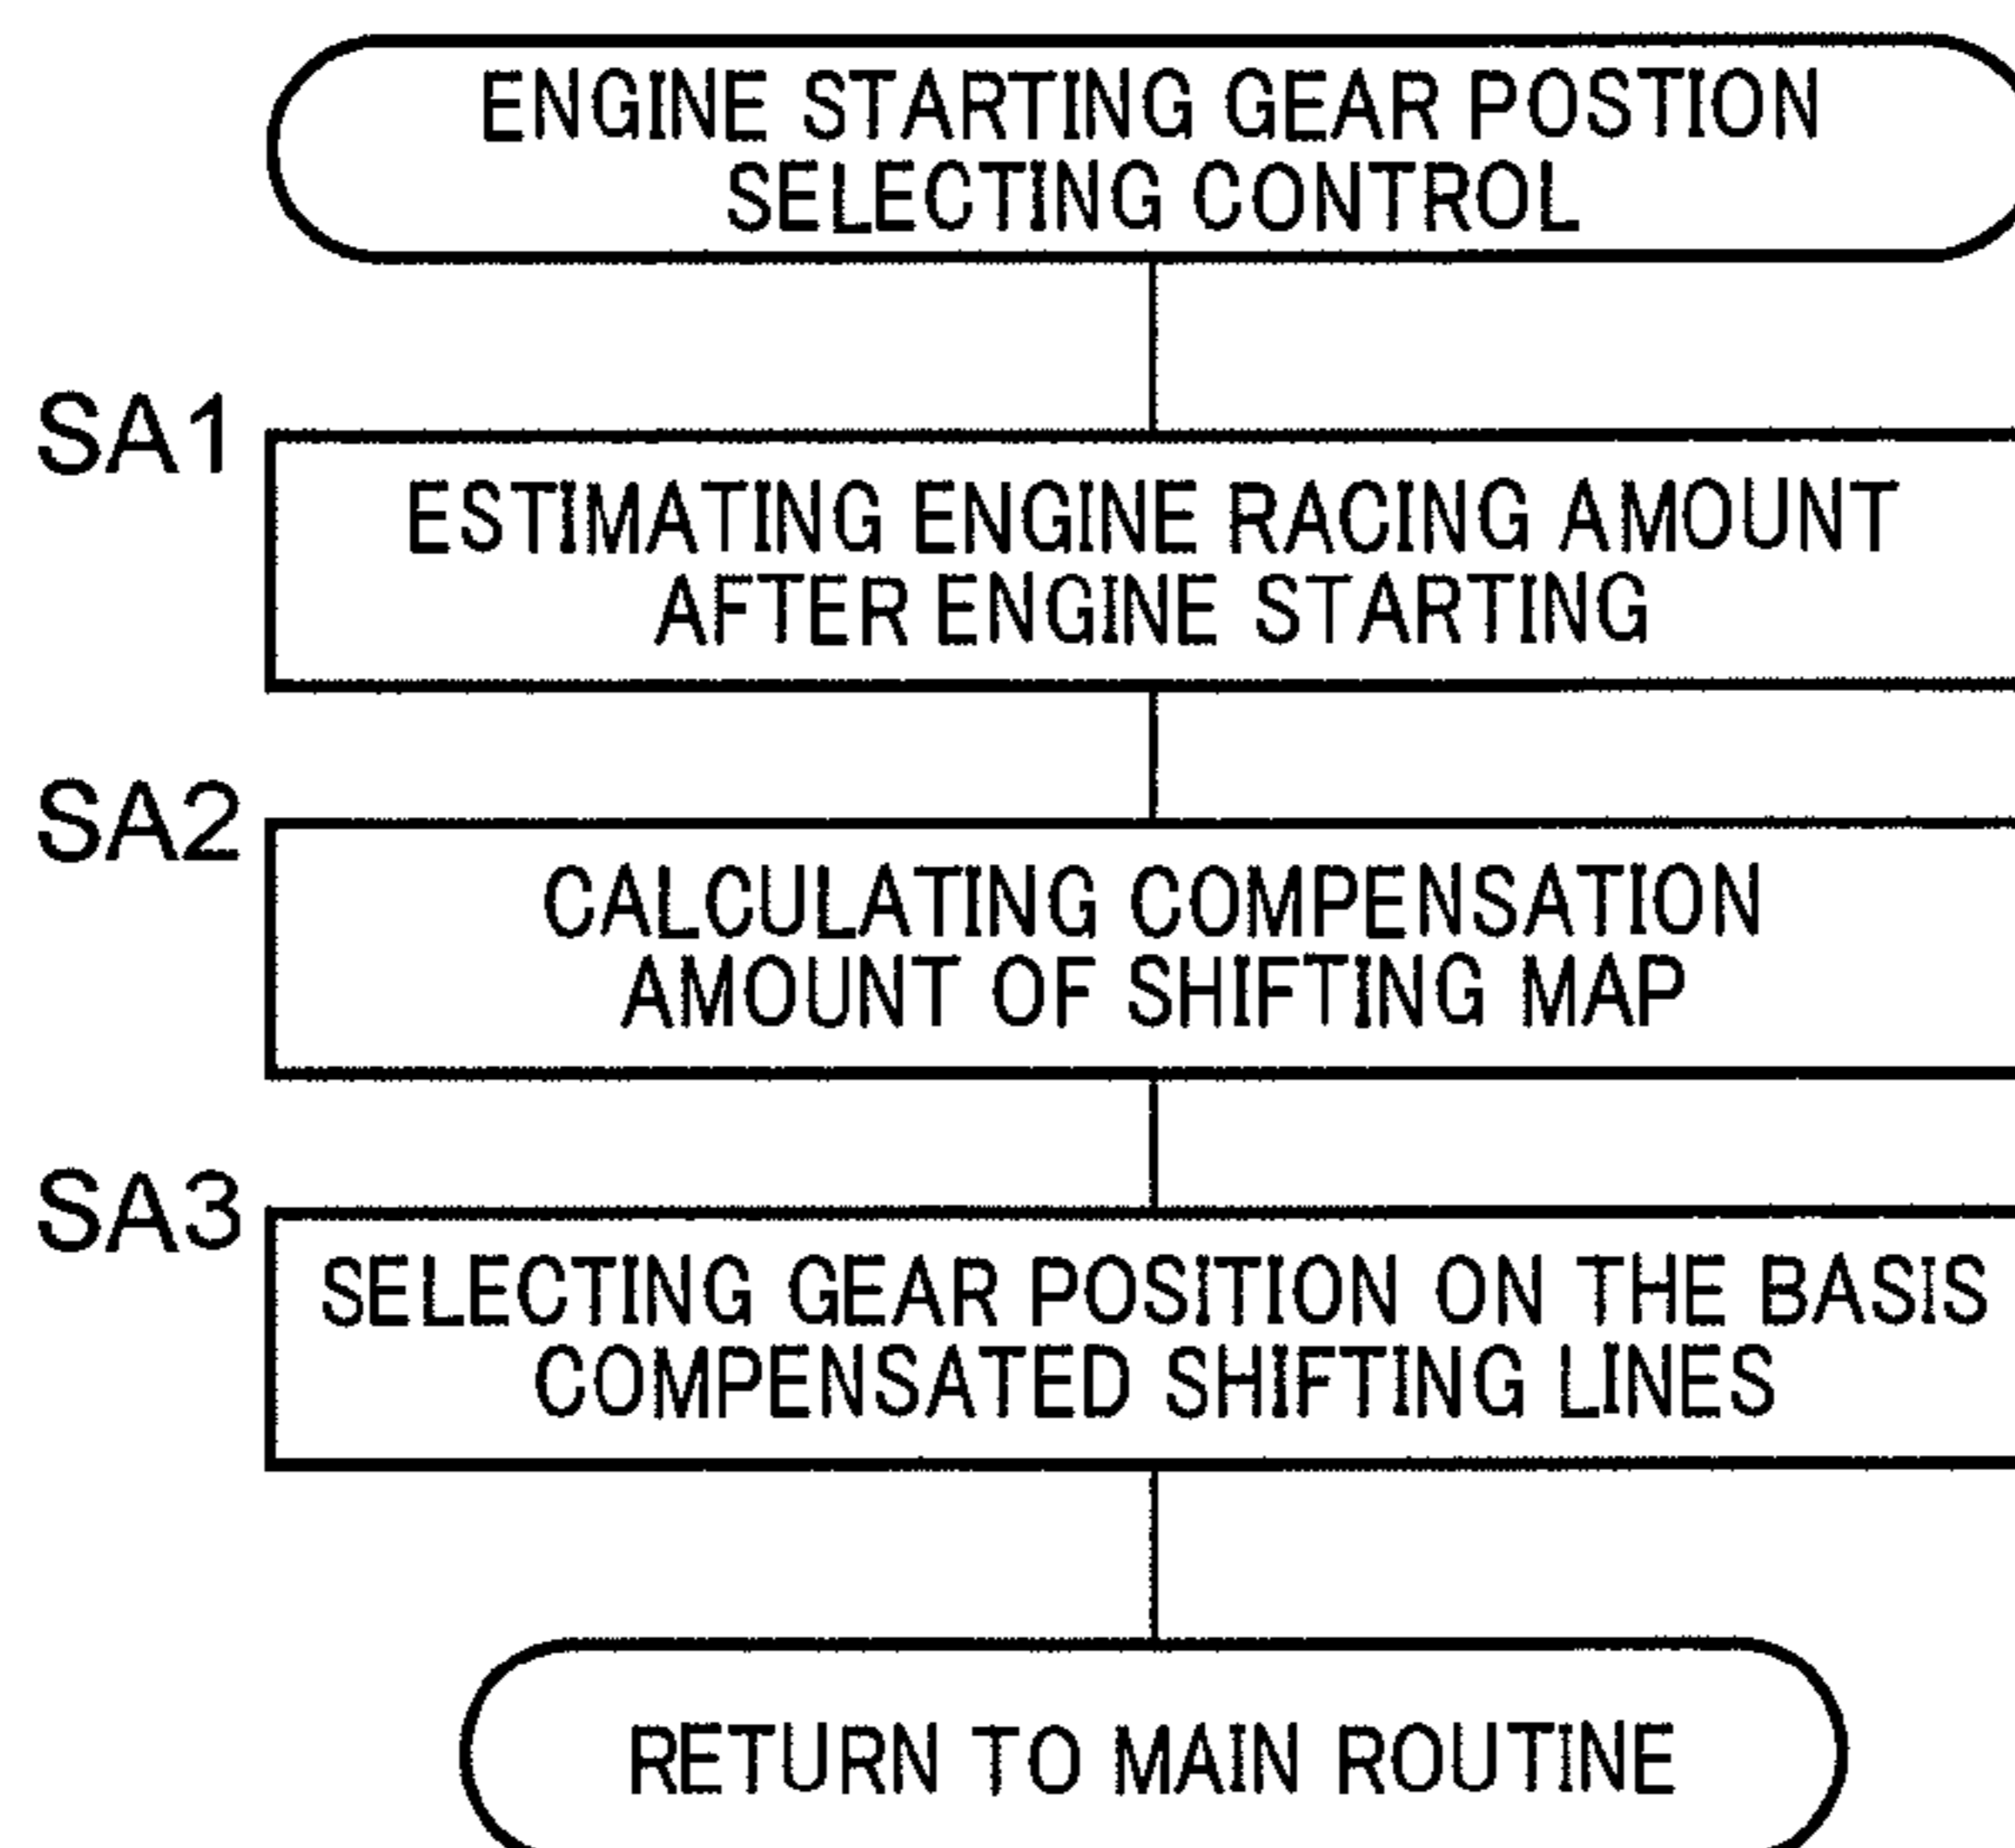 ENGINE STARTING GEAR POSTION
SELECTING CONTROL
SA1
ESTIMATING ENGINE RACING AMOUNT
AFTER ENGINE STARTING
SA2
CALCULATING COMPENSATION
AMOUNT OF SHIFTING MAP
SA3
SELECTING GEAR POSITION ON THE BASIS
COMPENSATED SHIFTING LINES
RETURN TO MAIN ROUTINE